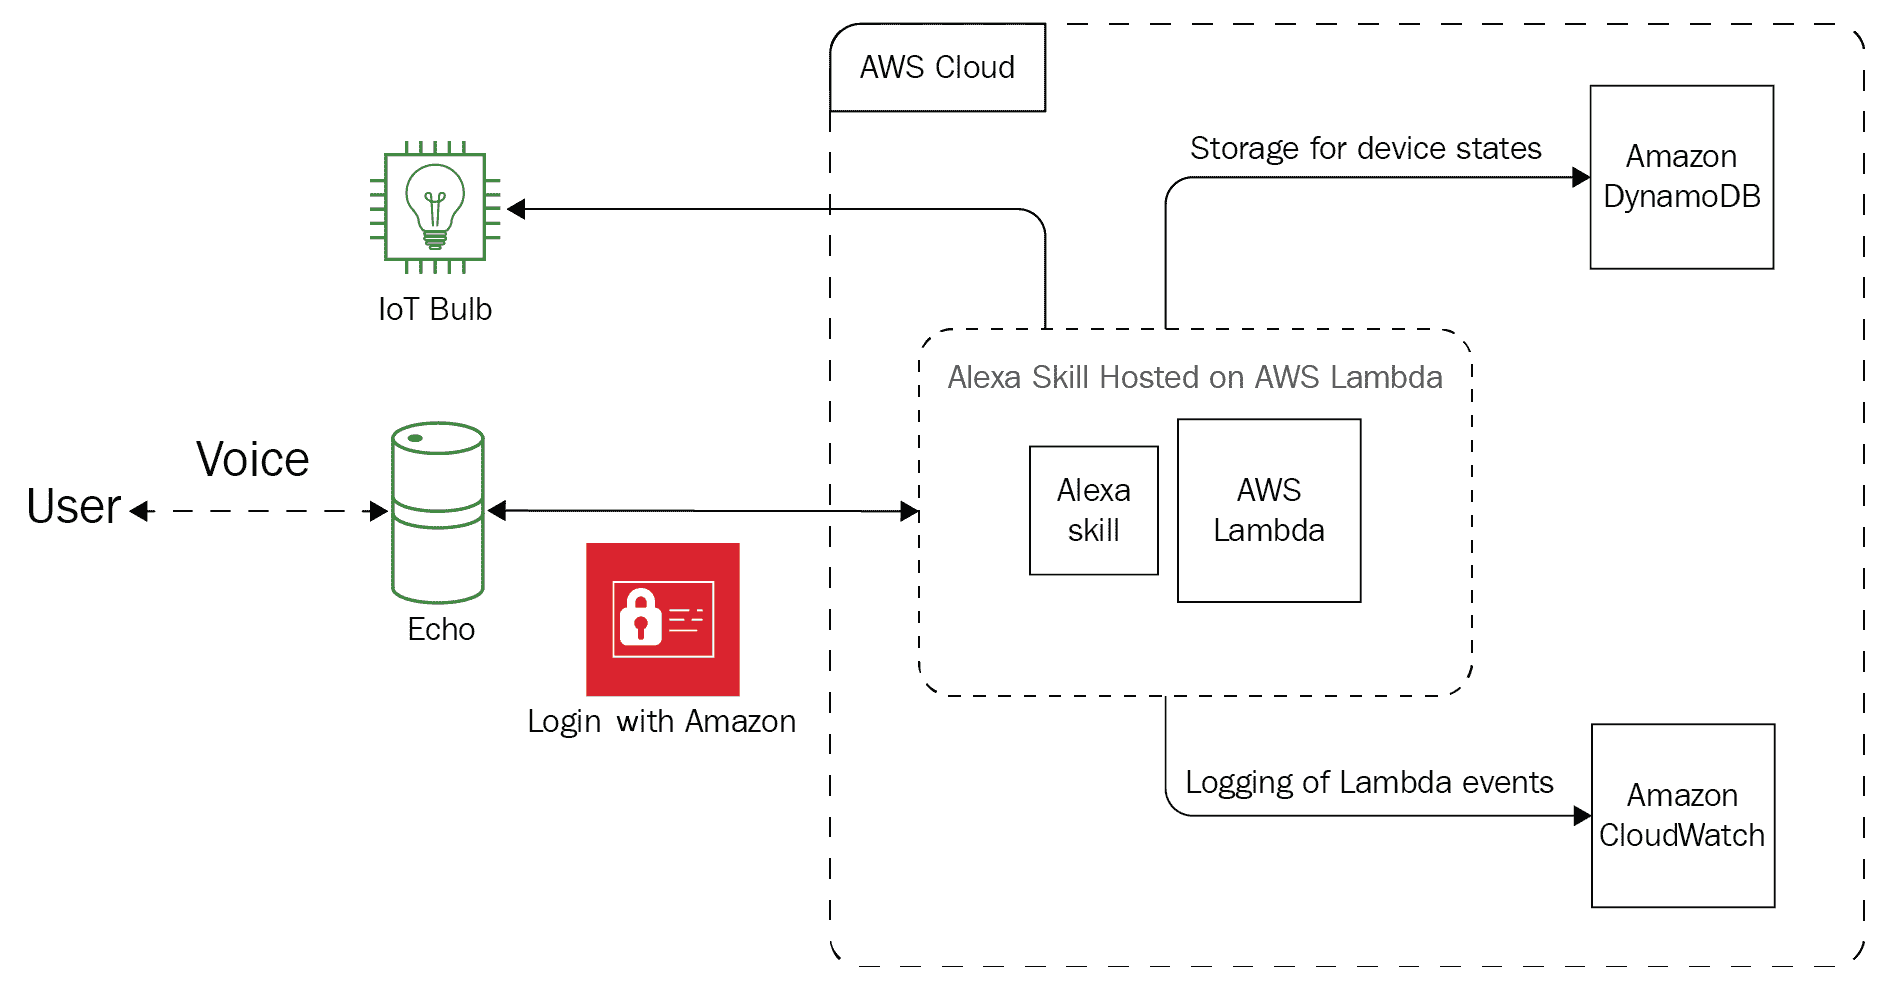 AWS Cloud
Storage for device states
Amazon
DynamoDB
IoT Bulb
Alexa Skill Hosted on AWS Lambda
Voice
User
Echo
Alexa
skill
AWS
Lambda
Login with Amazon
Logging of Lambda events
Amazon
CloudWatch